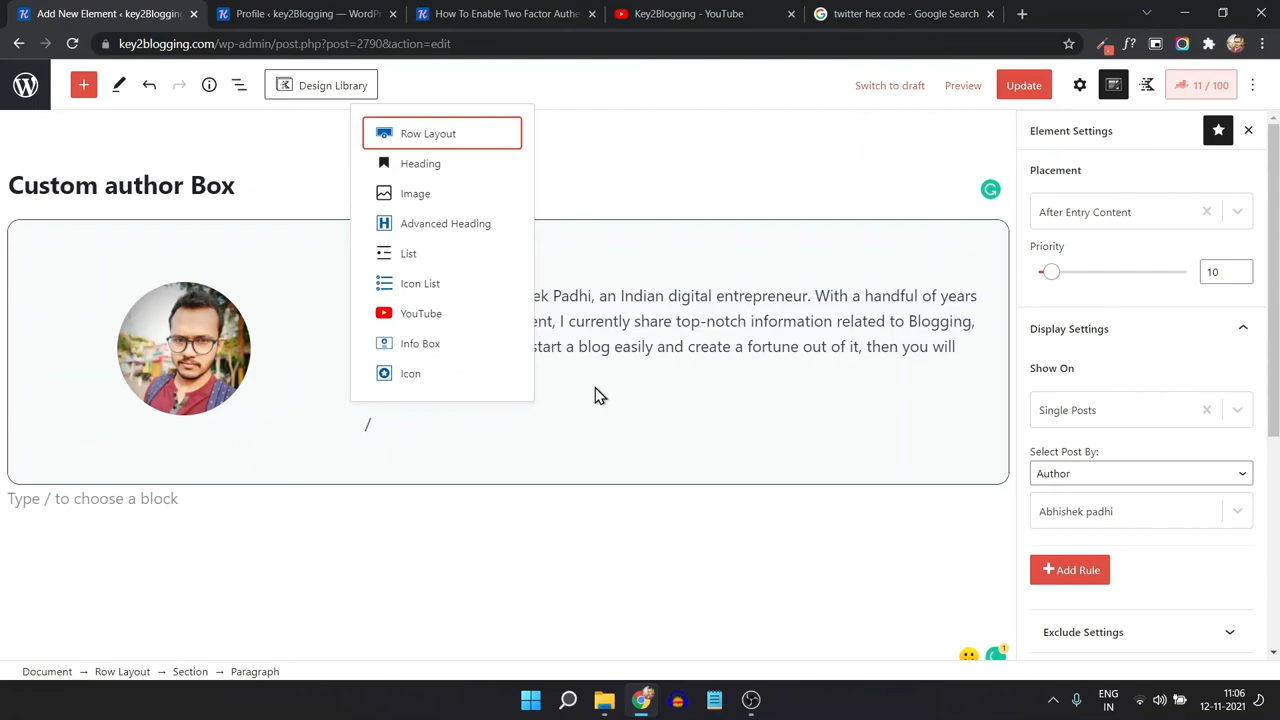 Add New Element ‹ key2Blogging
Profile ‹ key2Blogging — WordPr
How To Enable Two Factor Authe
Key2Blogging - YouTube
twitter hex code - Google Search
key2blogging.com/wp-admin/post.php?post=2790&action=edit
Design Library
Switch to draft
Preview
Update
11 / 100
Row Layout
Heading
Image
Advanced Heading
List
Icon List
YouTube
Info Box
Icon
Custom author Box
ek Padhi, an Indian digital entrepreneur. With a handful of years
ent, I currently share top-notch information related to Blogging,
start a blog easily and create a fortune out of it, then you will
/
Type / to choose a block
Element Settings
Placement
After Entry Content
Priority
10
Display Settings
Show On
Single Posts
Select Post By:
Author
Abhishek padhi
+ Add Rule
Exclude Settings
1
Document → Row Layout → Section → Paragraph
ENG
IN
11:06
12-11-2021